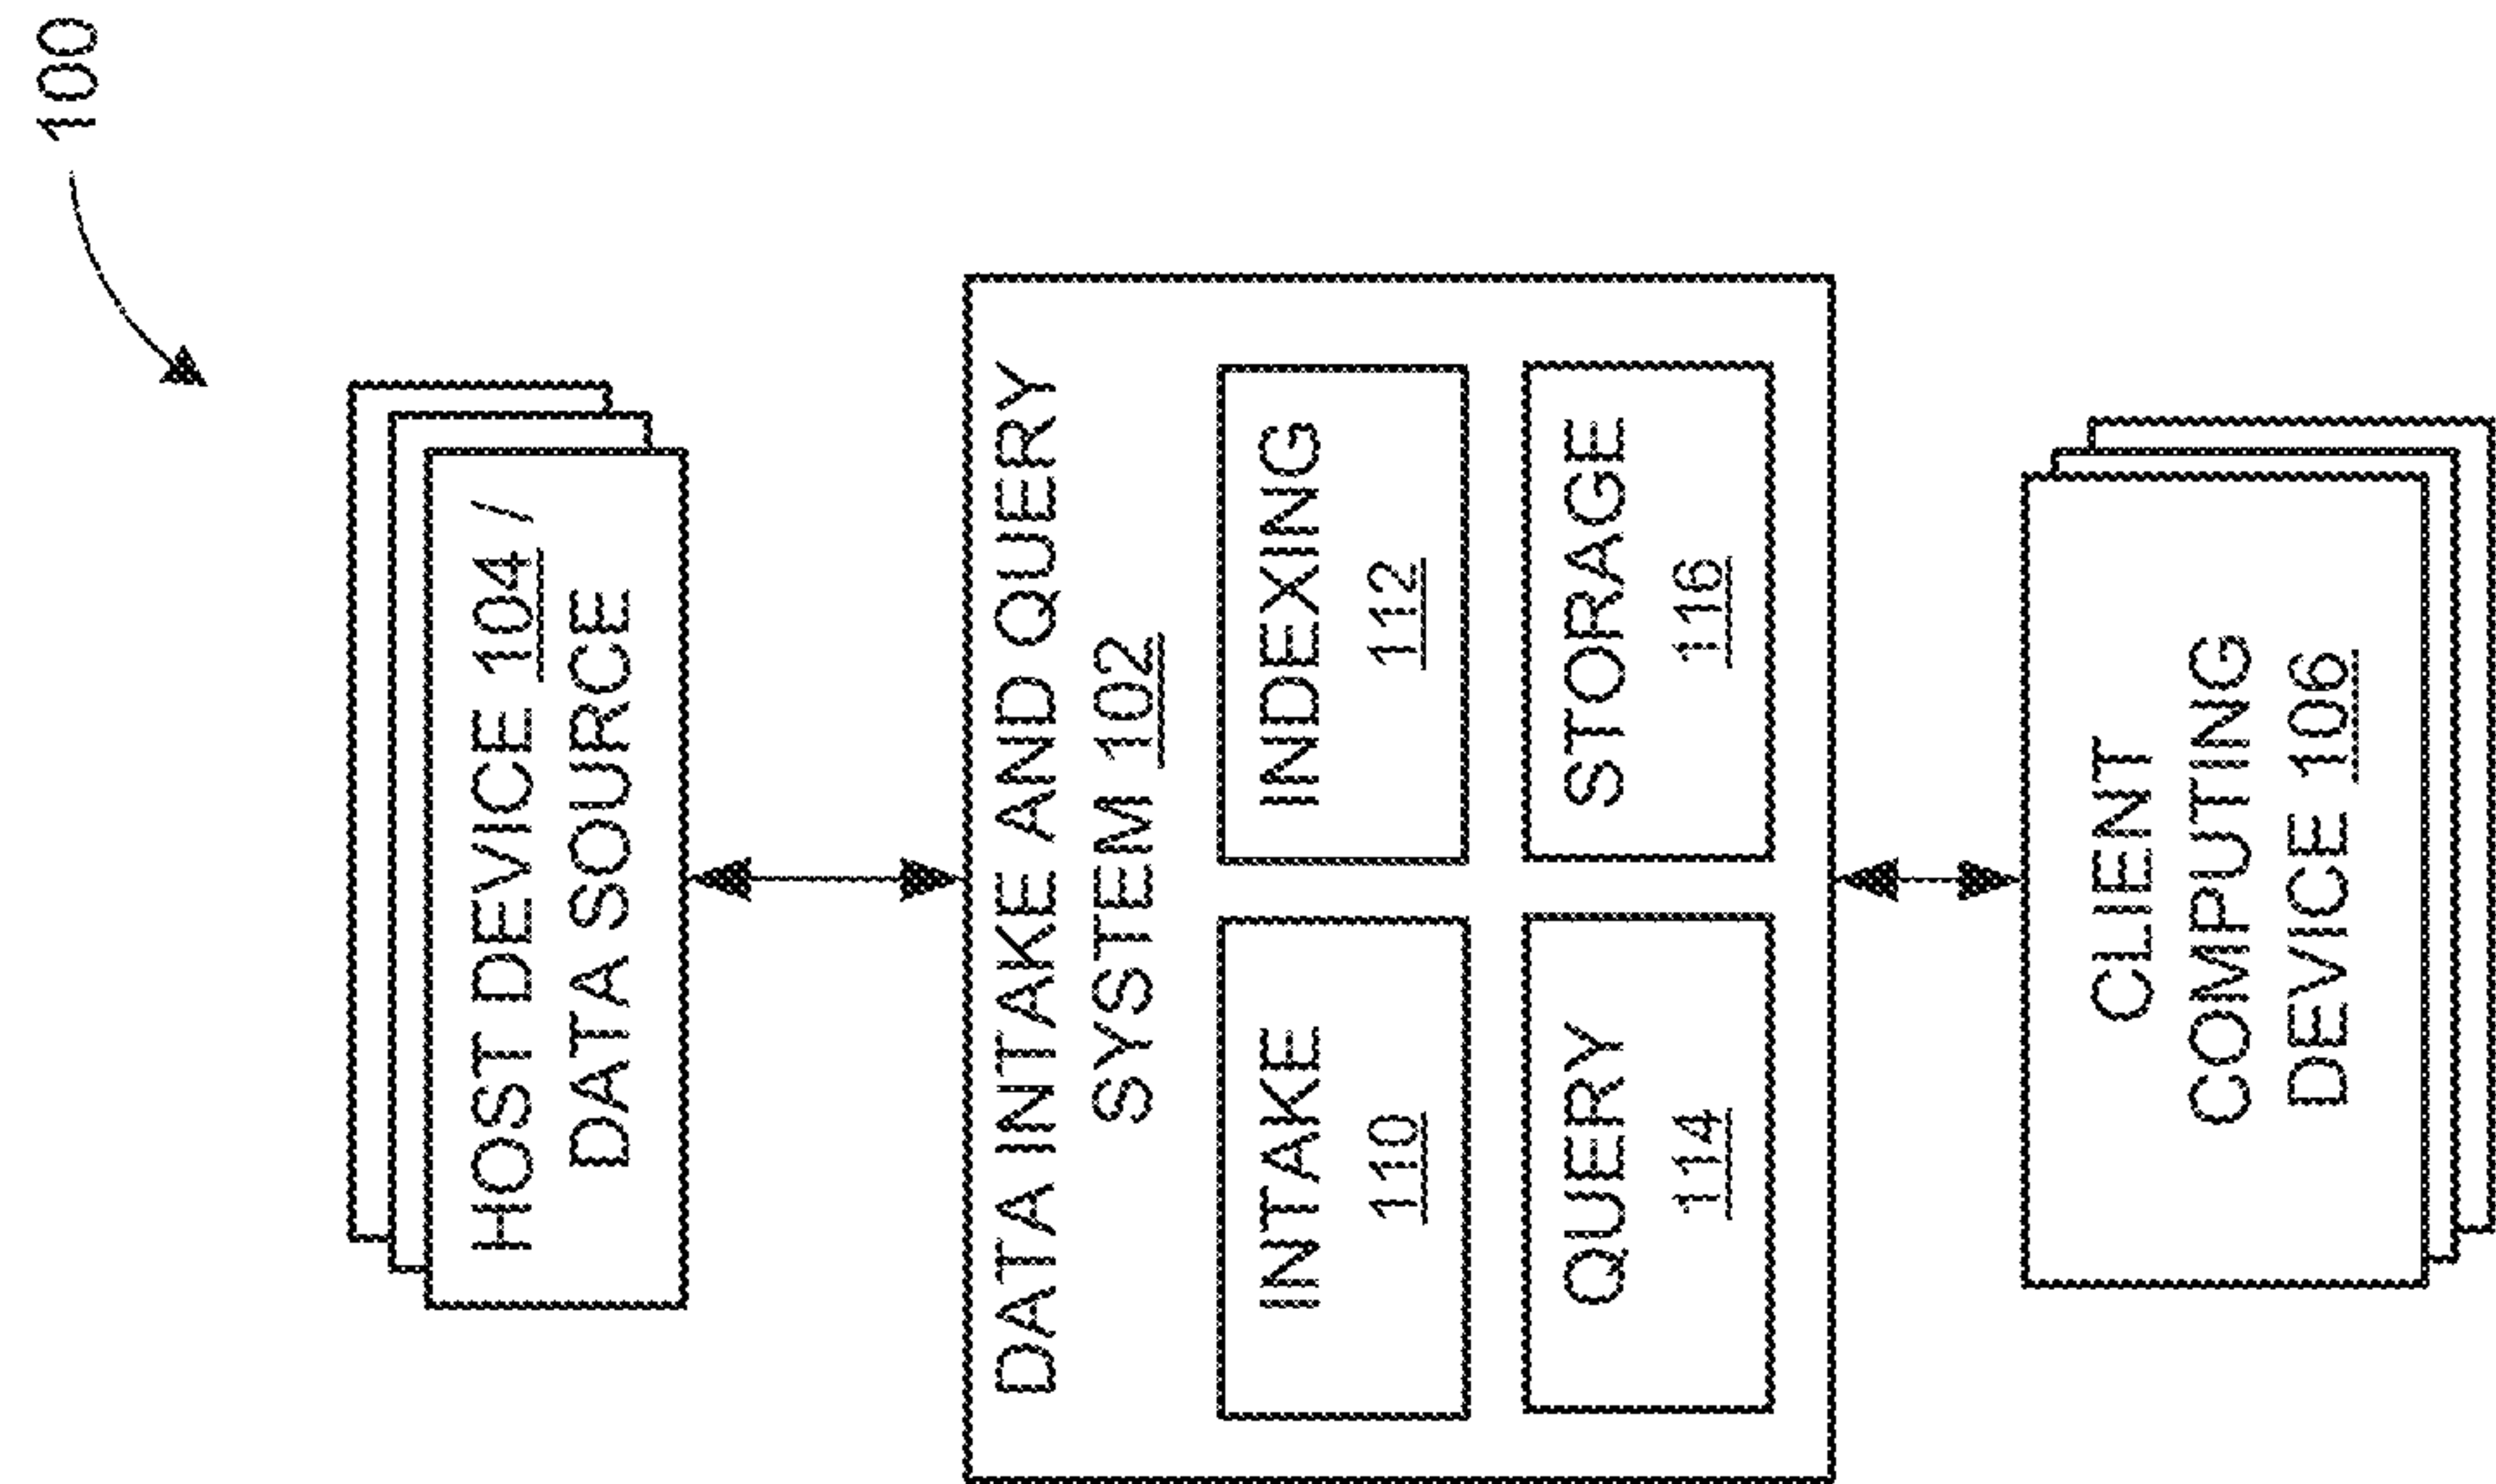 100
HOST DEVICE 104 /
DATA SOURCE
DATA INTAKE AND QUERY
SYSTEM 102
INTAKE
110
INDEXING
112
QUERY
114
STORAGE
116
CLIENT
COMPUTING
DEVICE 106